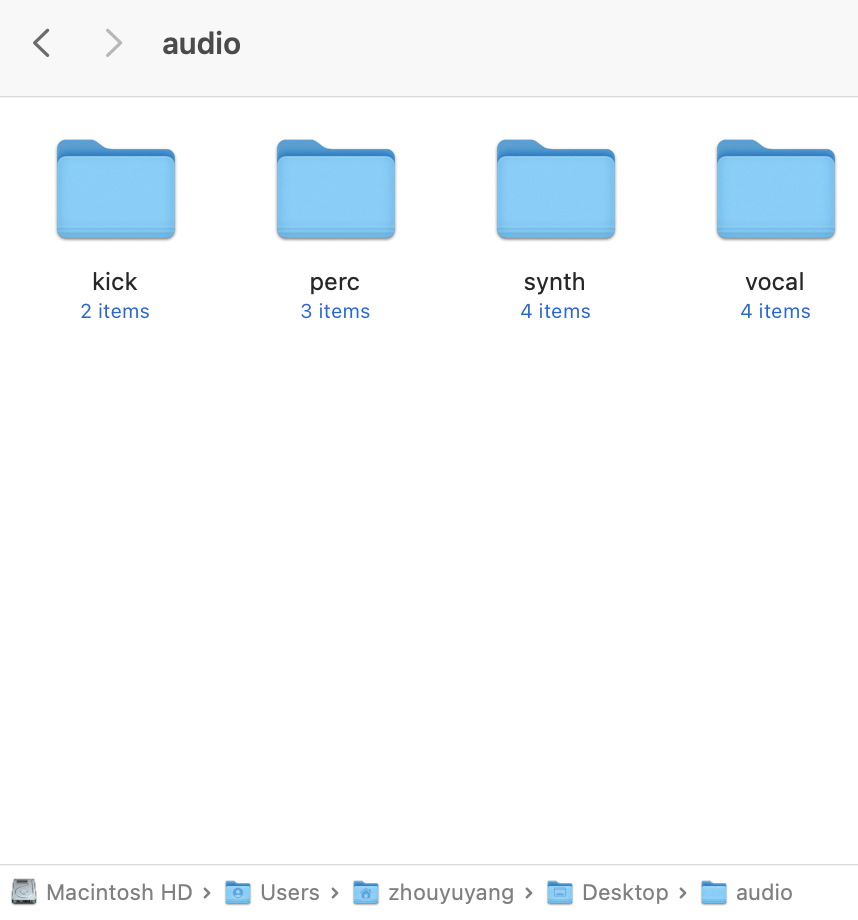 audio
kick
2 items
perc
3 items
synth
4 items
vocal
4 items
Macintosh HD › Users › zhouyuyang › Desktop › audio